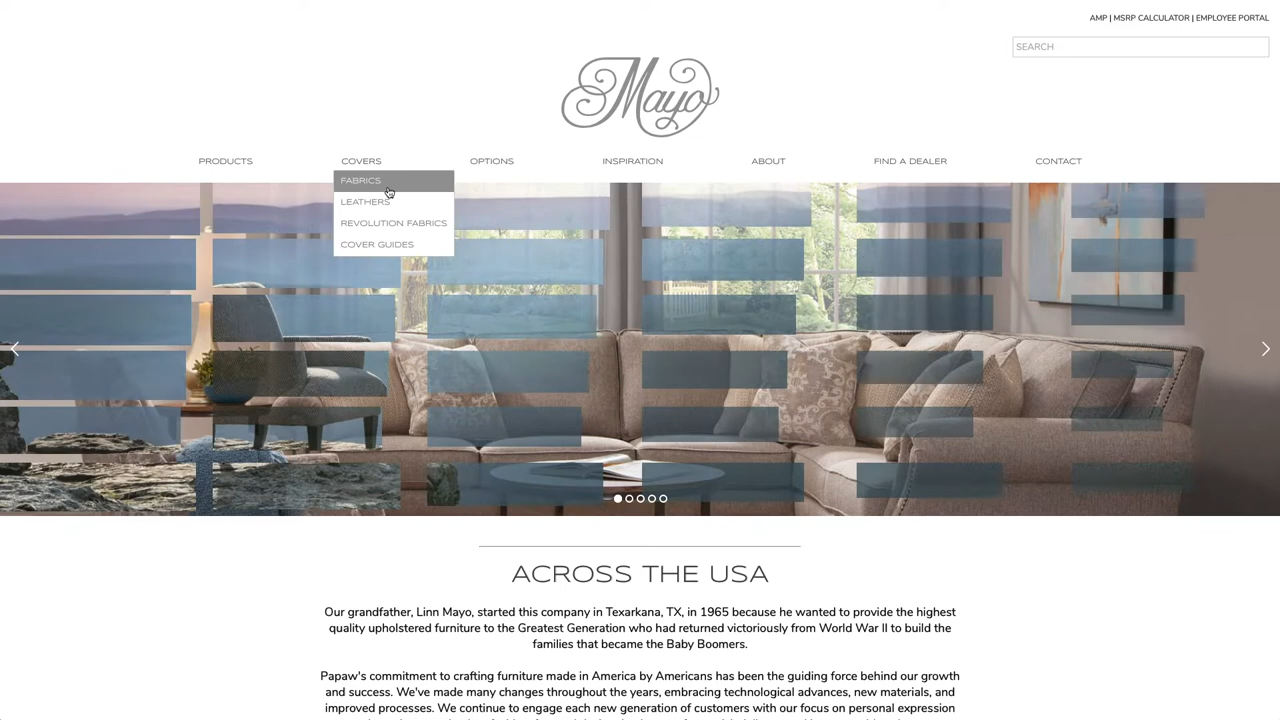 AMP | MSRP CALCULATOR | EMPLOYEE PORTAL
SEARCH
Mayo
PRODUCTS COVERS OPTIONS INSPIRATION ABOUT FIND A DEALER CONTACT
FABRICS
LEATHERS
REVOLUTION FABRICS
COVER GUIDES
ACROSS THE USA
Our grandfather, Linn Mayo, started this company in Texarkana, TX, in 1965 because he wanted to provide the highest
quality upholstered furniture to the Greatest Generation who had returned victoriously from World War II to build the
families that became the Baby Boomers.
Papaw's commitment to crafting furniture made in America by Americans has been the guiding force behind our growth
and success. We've made many changes throughout the years, embracing technological advances, new materials, and
improved processes. We continue to engage each new generation of customers with our focus on personal expression